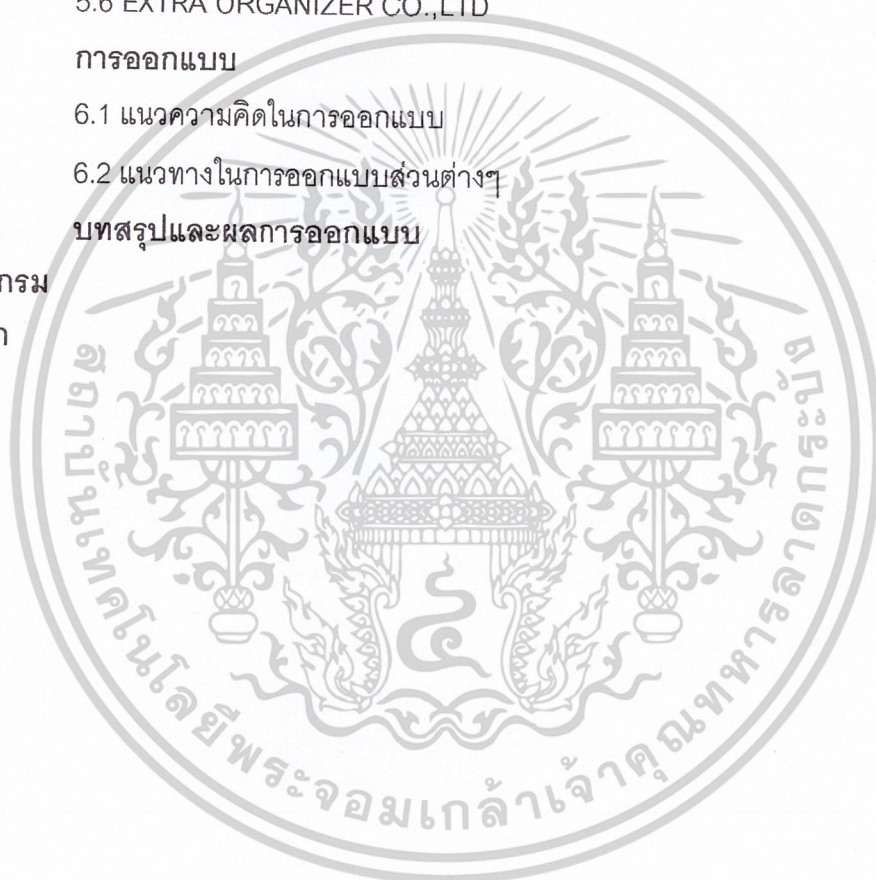 5.6 EXTRA ORGANIZER CO.,LTD
การออกแบบ
6.1 แนวความคิดในการออกแบบ
6.2 แนวทางในการออกแบบส่วนต่างๆ
บทสรุปและผลการออกแบบ
กรม
สถาบันเทคโนโลยีพระจอมเกล้าเจ้าคุณทหารลาดกระบัง
๕